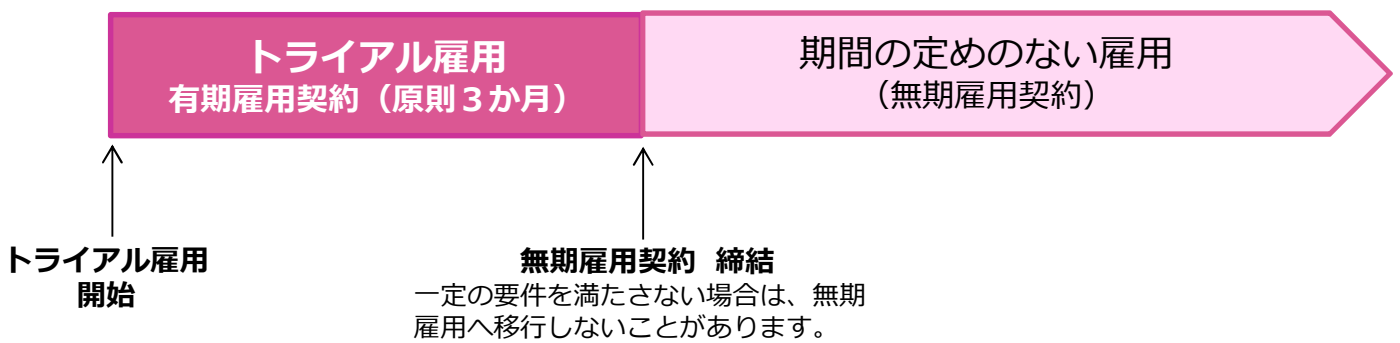 トライアル雇用
有期雇用契約（原則３か月）
期間の定めのない雇用
（無期雇用契約）
トライアル雇用
開始
無期雇用契約 締結
一定の要件を満たさない場合は、無期
雇用へ移行しないことがあります。